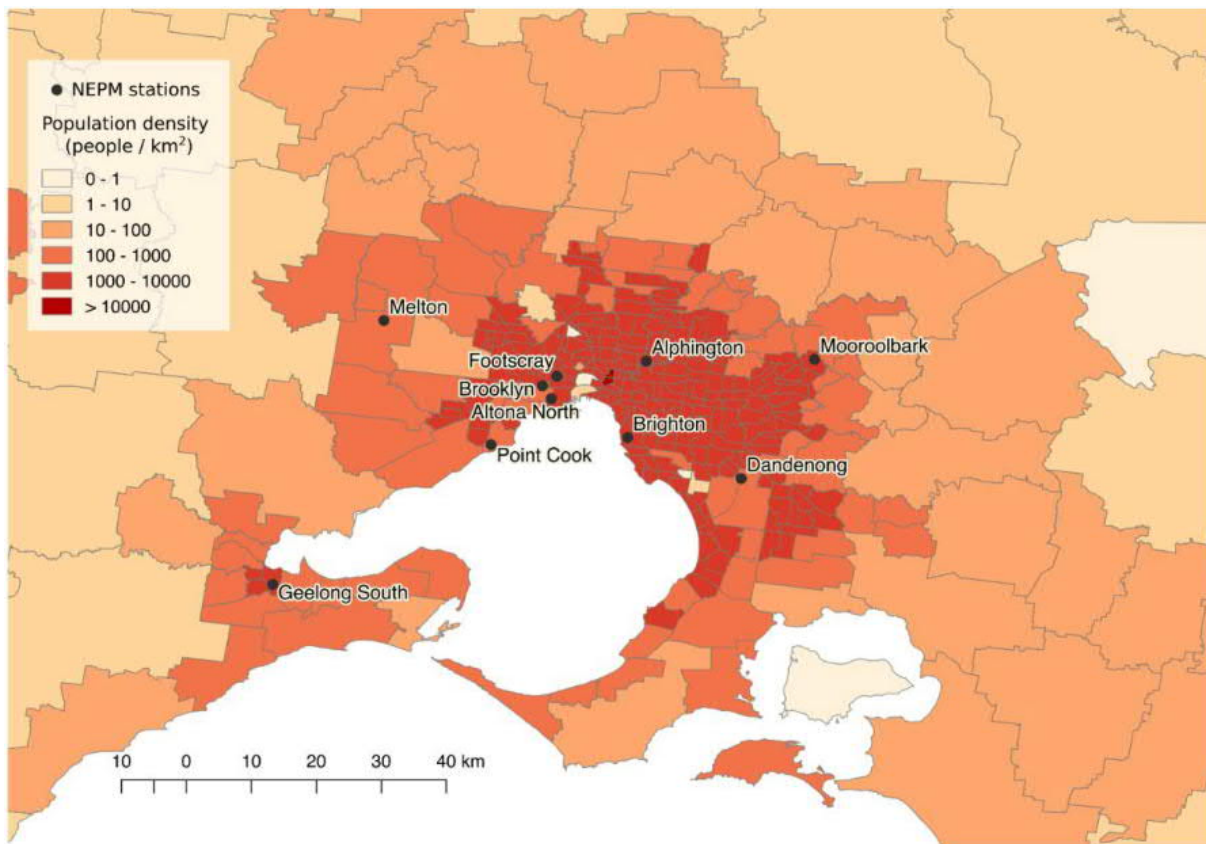 NEPM stations
Population density
(people / km²)
0 - 1
1 - 10
10 - 100
100 - 1000
1000 - 10000
> 10000
Melton
Footscray
Alphington
Mooroolbark
Brooklyn
Altona North
Brighton
Point Cook
Dandenong
Geelong South
10 0 10 20 30 40 km